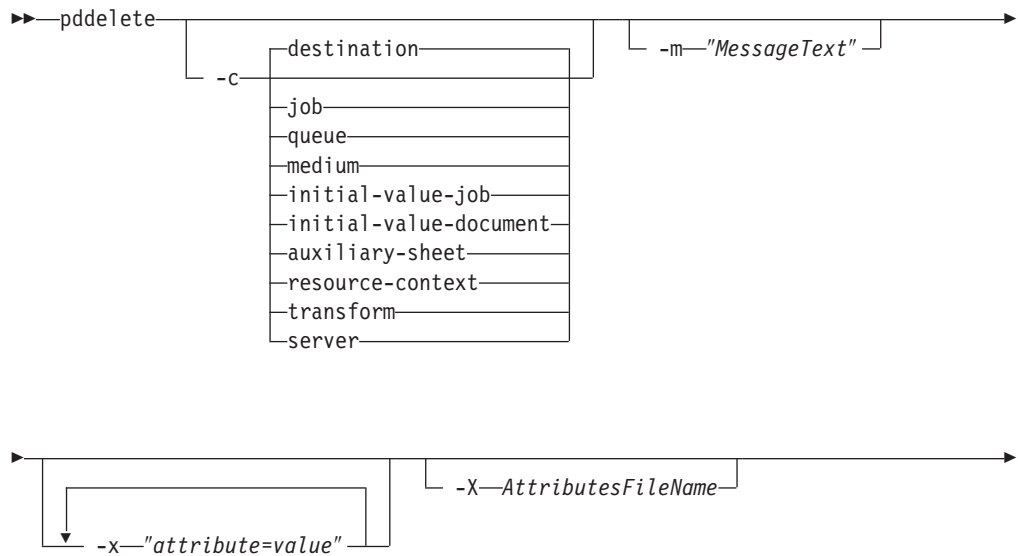 pddelete
-c
destination
-m "MessageText"
job
queue
medium
initial-value-job
initial-value-document
auxiliary-sheet
resource-context
transform
server
-x "attribute=value"
-X AttributesFileName